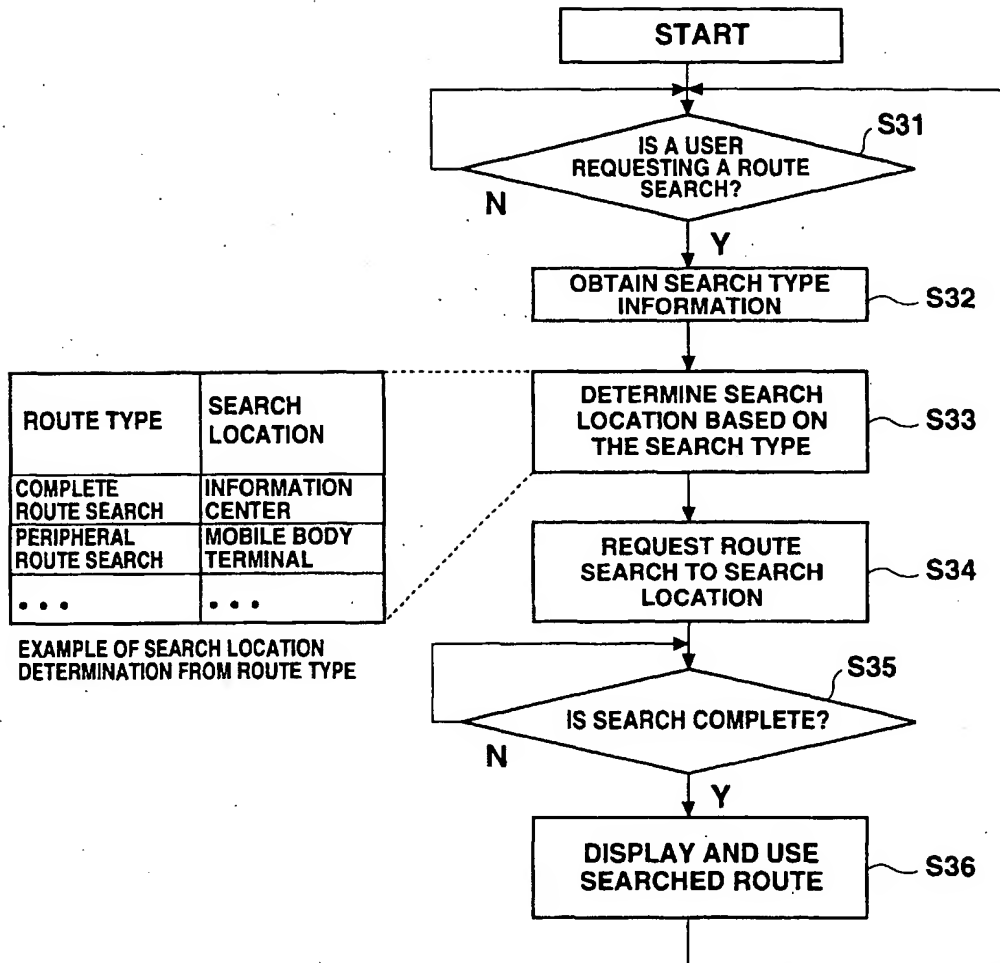 START
IS A USER
REQUESTING A ROUTE
SEARCH?
S31
N
Y
OBTAIN SEARCH TYPE
INFORMATION
S32
DETERMINE SEARCH
LOCATION BASED ON
THE SEARCH TYPE
S33
ROUTE TYPE
SEARCH
LOCATION
COMPLETE
ROUTE SEARCH
INFORMATION
CENTER
PERIPHERAL
ROUTE SEARCH
MOBILE BODY
TERMINAL
• • •
• • •
EXAMPLE OF SEARCH LOCATION
DETERMINATION FROM ROUTE TYPE
REQUEST ROUTE
SEARCH TO SEARCH
LOCATION
S34
IS SEARCH COMPLETE?
S35
N
Y
DISPLAY AND USE
SEARCHED ROUTE
S36